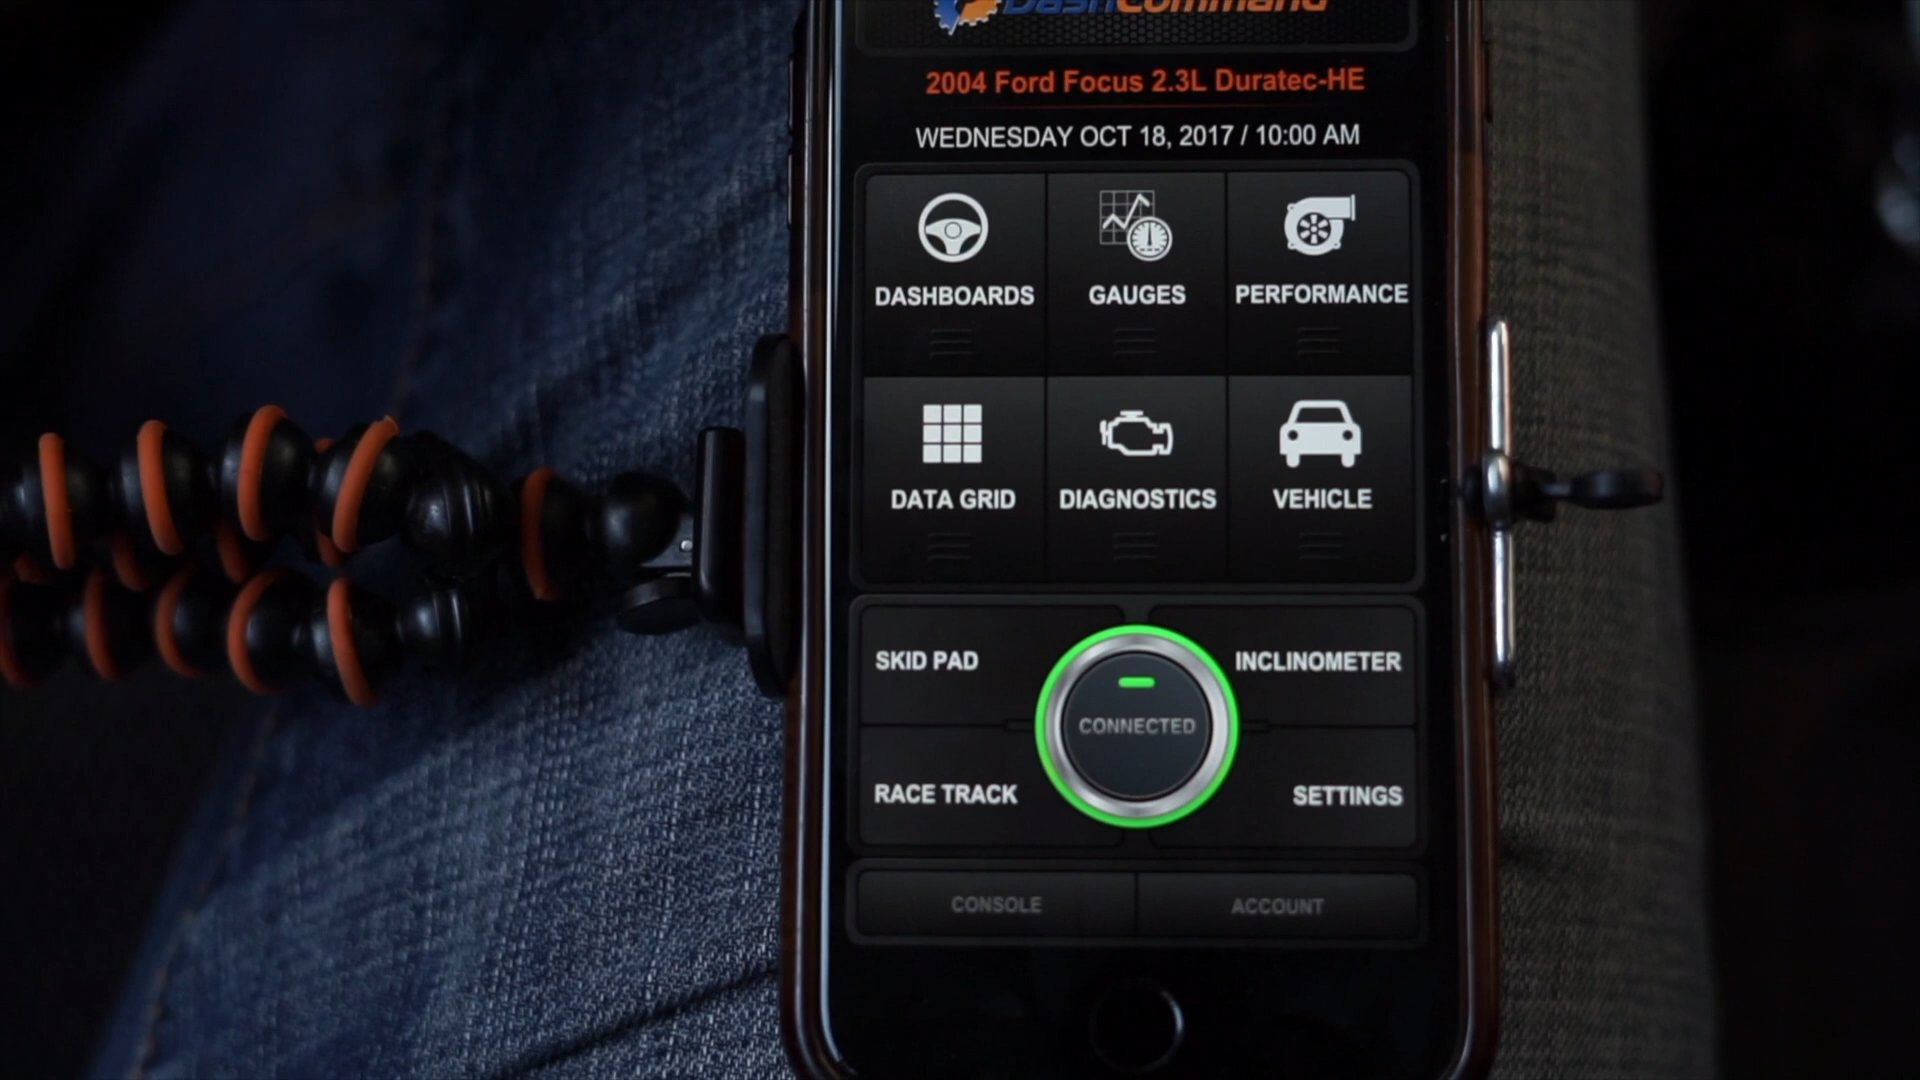 DashCommand
2004 Ford Focus 2.3L Duratec-HE
WEDNESDAY OCT 18, 2017 / 10:00 AM
DASHBOARDS GAUGES PERFORMANCE
DATA GRID DIAGNOSTICS VEHICLE
SKID PAD INCLINOMETER
CONNECTED
RACE TRACK SETTINGS
CONSOLE ACCOUNT